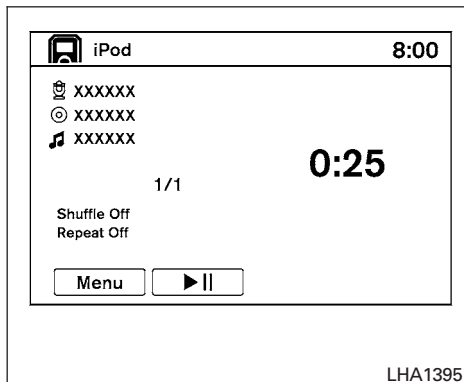 iPod 8:00
XXXXXX
XXXXXX
XXXXXX
0:25
1/1
Shuffle Off
Repeat Off
Menu
LHA1395